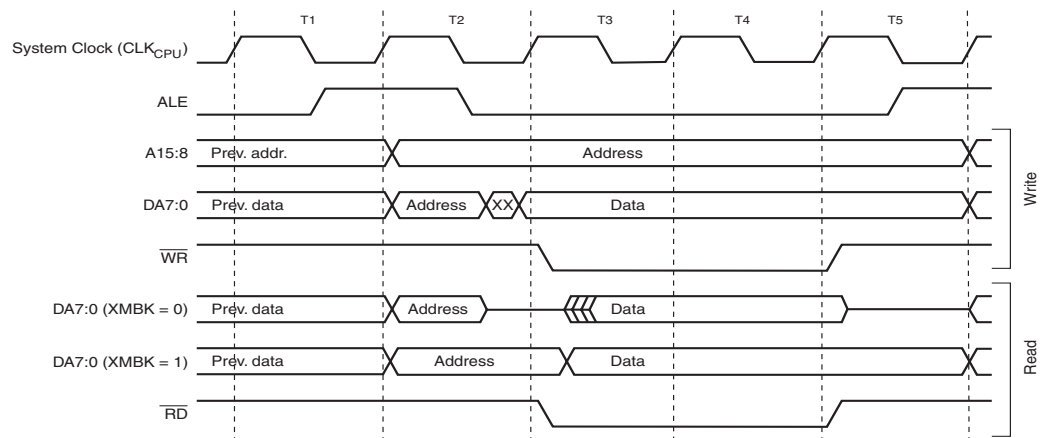 T1 T2 T3 T4 T5
System Clock (CLKCPU)
ALE
A15:8 Prev. addr. Address
DA7:0 Prev. data Address XX Data
WR
Write
DA7:0 (XMBK = 0) Prev. data Address Data
DA7:0 (XMBK = 1) Prev. data Address Data
RD
Read